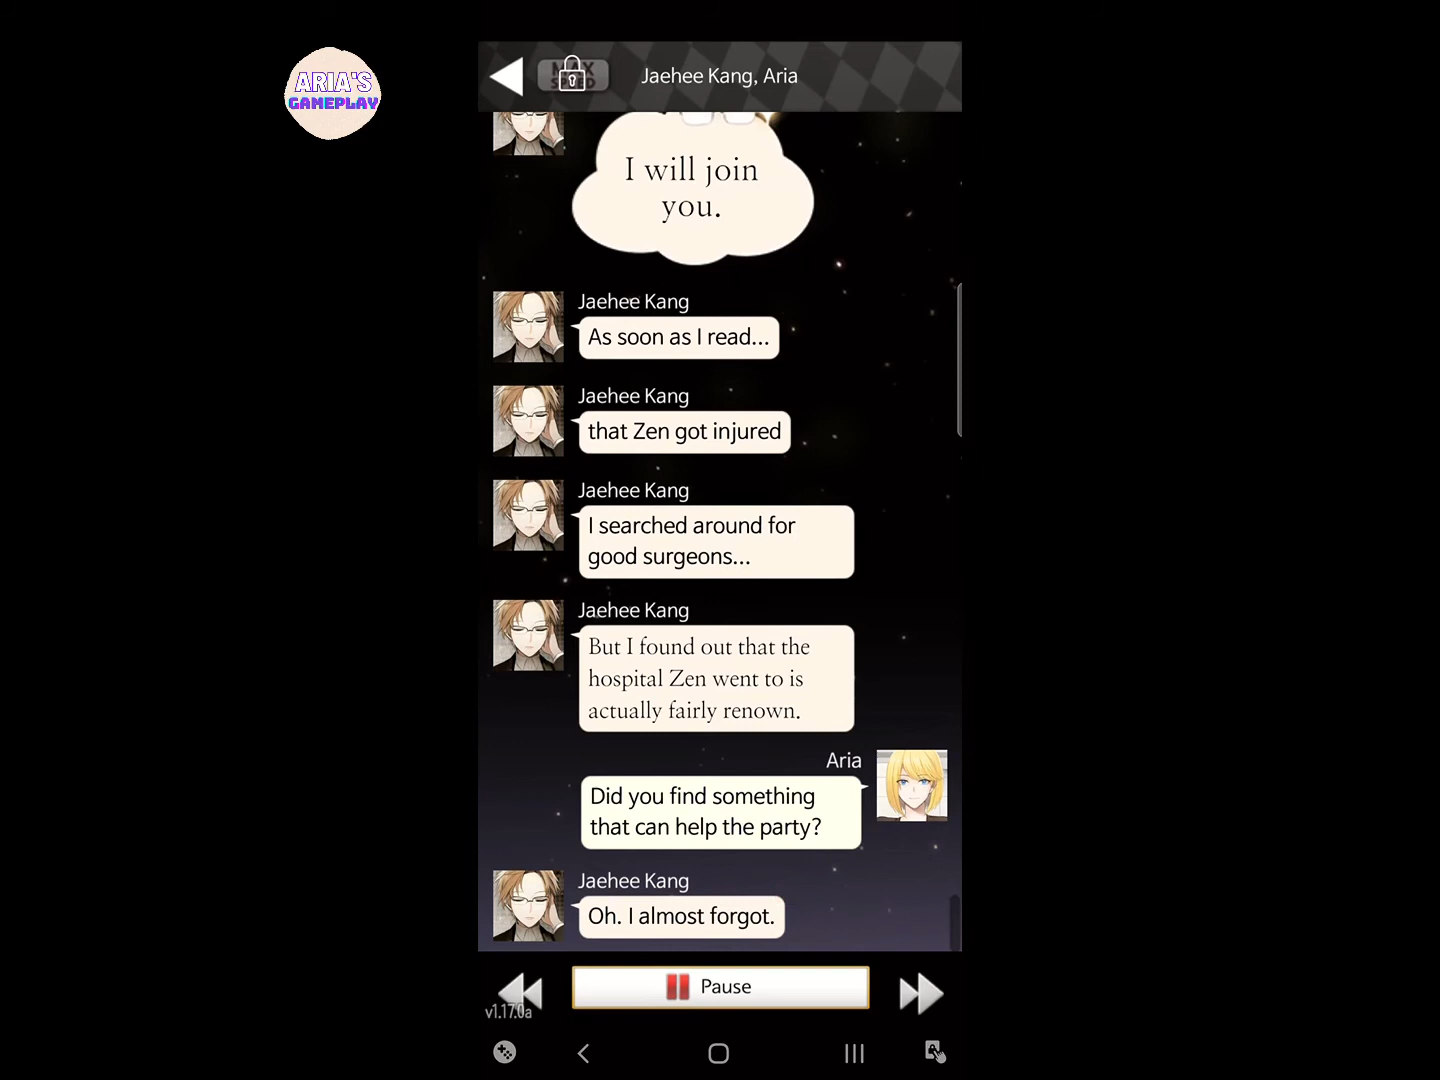 ARIA'S
GAMEPLAY
Jaehee Kang, Aria
I will join
you.
Jaehee Kang
As soon as I read...
Jaehee Kang
that Zen got injured
Jaehee Kang
I searched around for
good surgeons...
Jaehee Kang
But I found out that the
hospital Zen went to is
actually fairly renown.
Aria
Did you find something
that can help the party?
Jaehee Kang
Oh. I almost forgot.
Pause
v1.17.0a